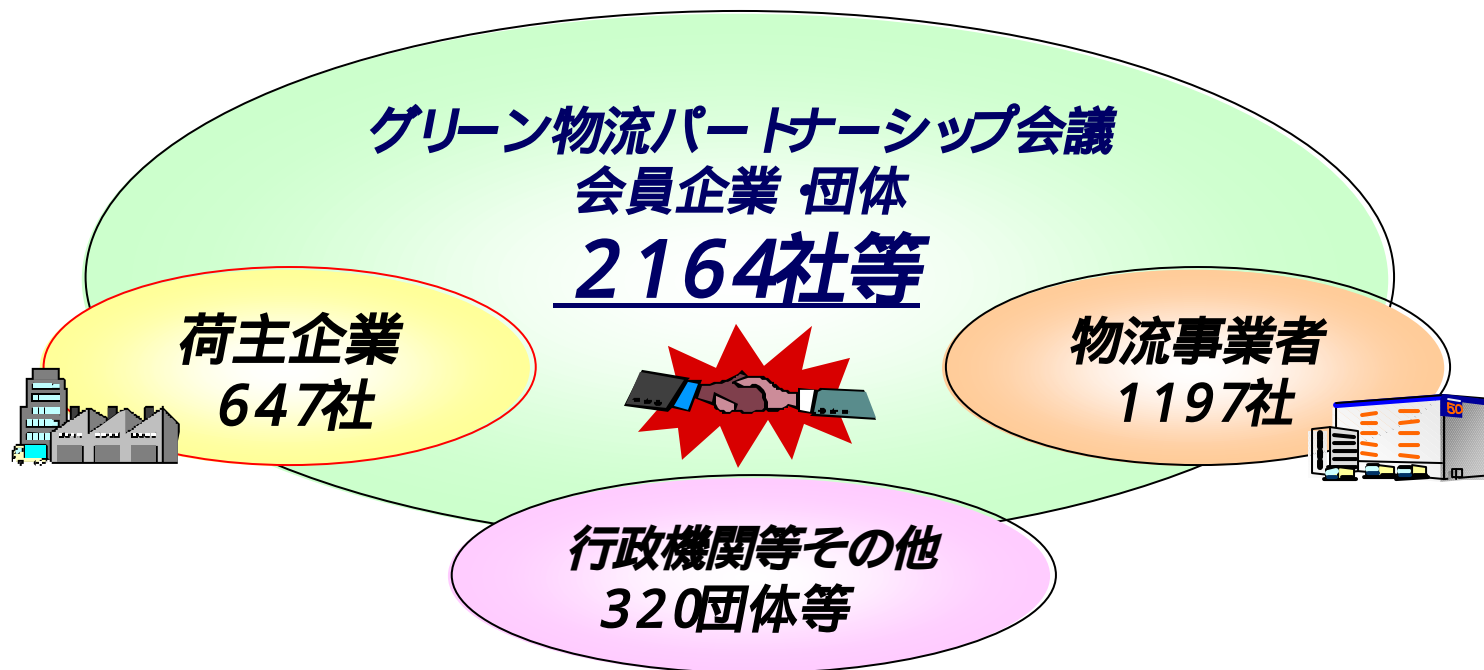 グリーン物流パートナーシップ会議
会員企業・団体
2164社等
荷主企業
647社
物流事業者
1197社
行政機関等その他
320団体等